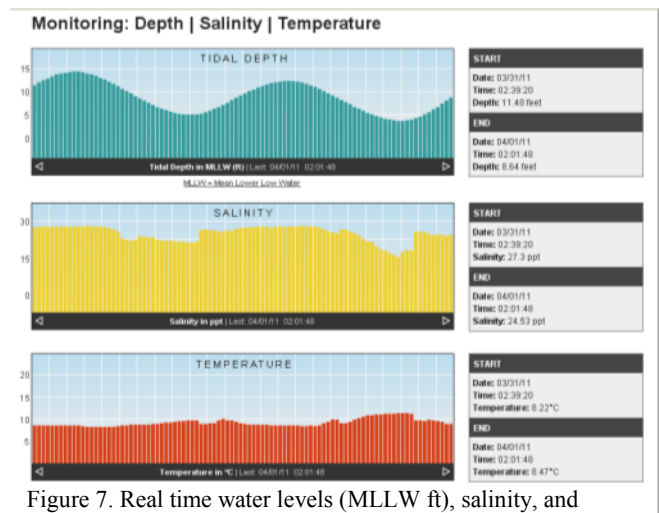 Monitoring: Depth | Salinity | Temperature
TIDAL DEPTH
15
10
5
0
Tidal Depth in MLLW (ft) | Last: 04/01/11 02:01:48
MLLW = Mean Lower Low Water
START
Date: 03/31/11
Time: 02:39:20
Depth: 11.48 feet
END
Date: 04/01/11
Time: 02:01:48
Depth: 8.64 feet
SALINITY
30
15
0
Salinity in ppt | Last: 04/01/11 02:01:48
START
Date: 03/31/11
Time: 02:39:20
Salinity: 27.3 ppt
END
Date: 04/01/11
Time: 02:01:48
Salinity: 24.53 ppt
TEMPERATURE
20
15
10
5
Temperature in °C | Last: 04/01/11 02:01:48
START
Date: 03/31/11
Time: 02:39:20
Temperature: 8.22°C
END
Date: 04/01/11
Time: 02:01:48
Temperature: 8.47°C
Figure 7. Real time water levels (MLLW ft), salinity, and